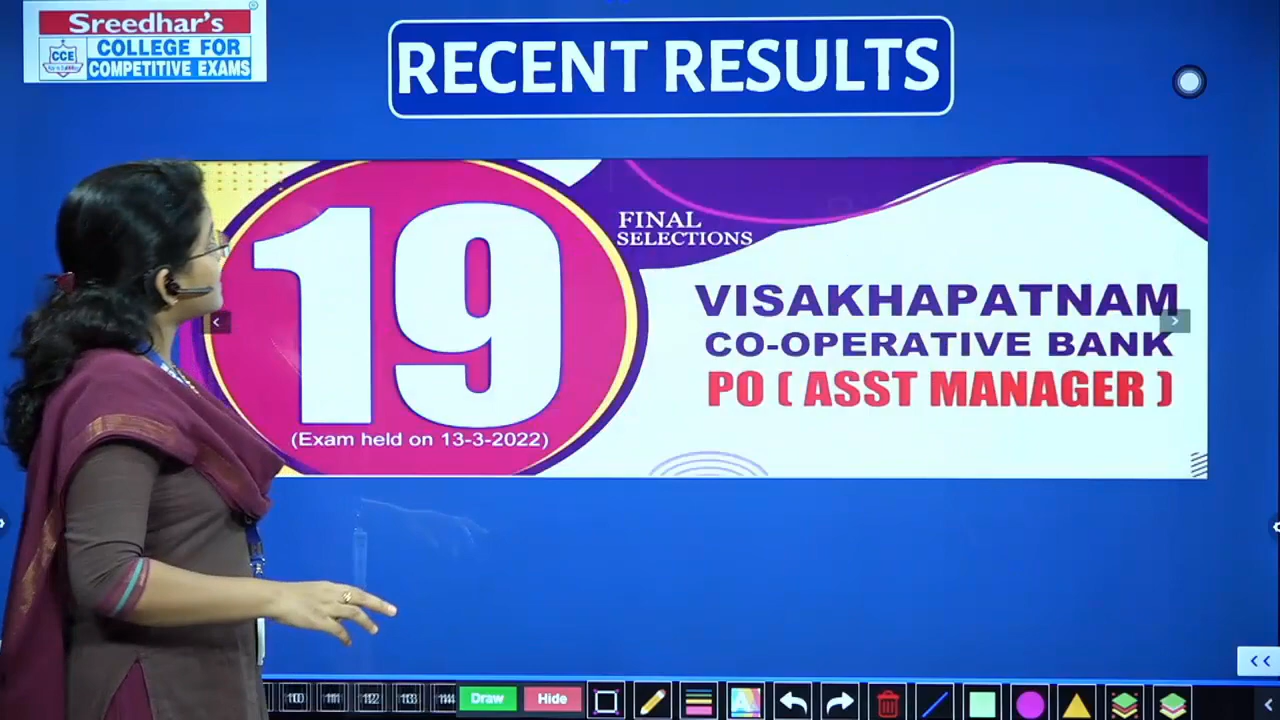 Sreedhar's
CCE
COLLEGE FOR
COMPETITIVE EXAMS
RECENT RESULTS
19
FINAL
SELECTIONS
(Exam held on 13-3-2022)
VISAKHAPATNAM
CO-OPERATIVE BANK
PO ( ASST MANAGER )
Draw
Hide